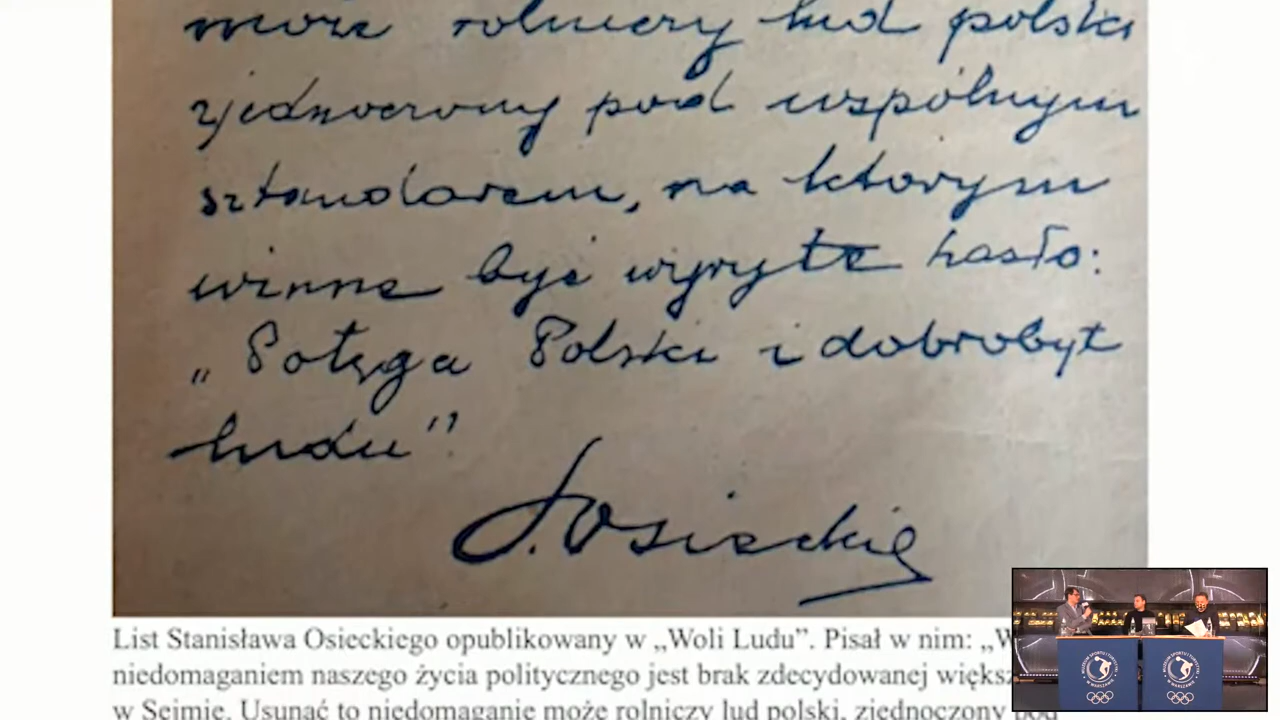 może rolniczy lud polski
zjednoczony pod wspólnym
sztandarem, na którym
winne być wyryte hasło:
„Potęga Polski i dobrobyt
ludu”.
S. Osiecki
List Stanisława Osieckiego opublikowany w „Woli Ludu”. Pisał w nim: „W
niedomaganiem naszego życia politycznego jest brak zdecydowanej większ
w Sejmie. Usunąć to niedomaganie może rolniczy lud polski, zjednoczony pod